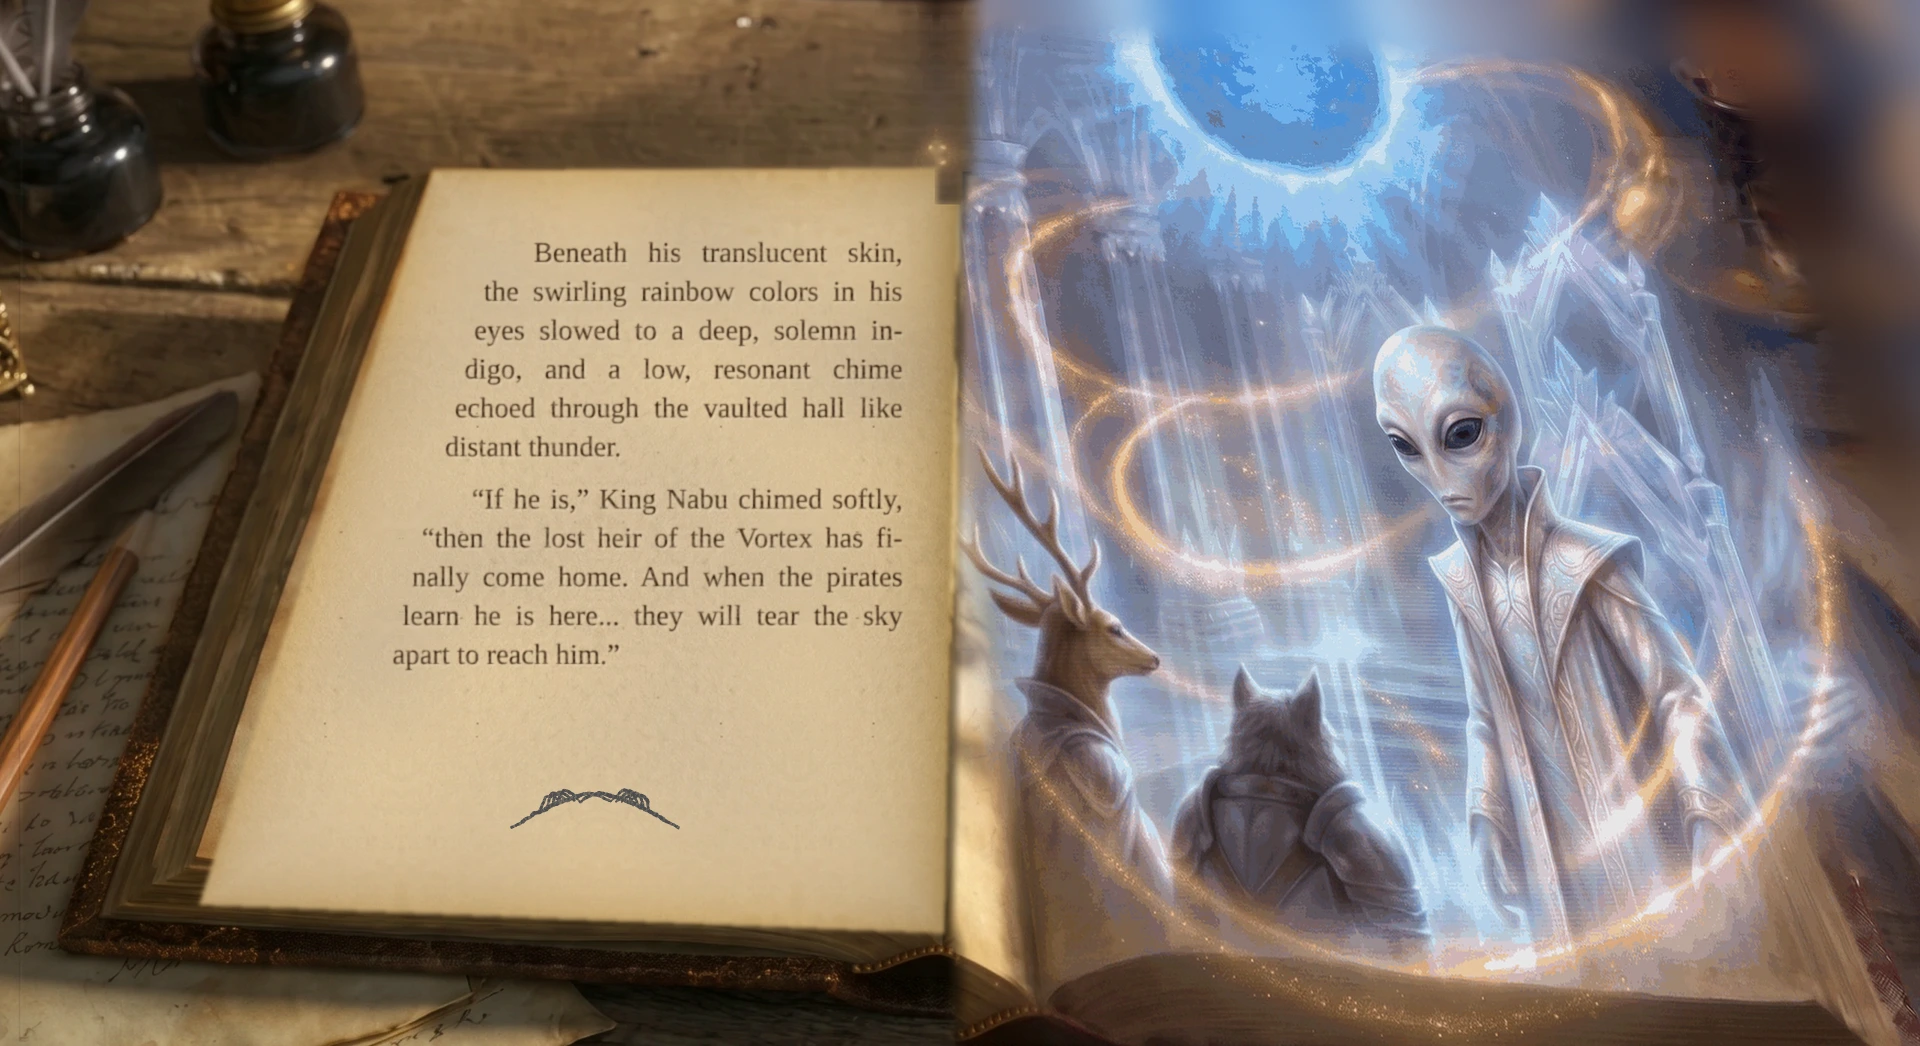 Beneath his translucent skin,
the swirling rainbow colors in his
eyes slowed to a deep, solemn in-
digo, and a low, resonant chime
echoed through the vaulted hall like
distant thunder.
“If he is,” King Nabu chimed softly,
“then the lost heir of the Vortex has fi-
nally come home. And when the pirates
learn he is here... they will tear the sky
apart to reach him.”